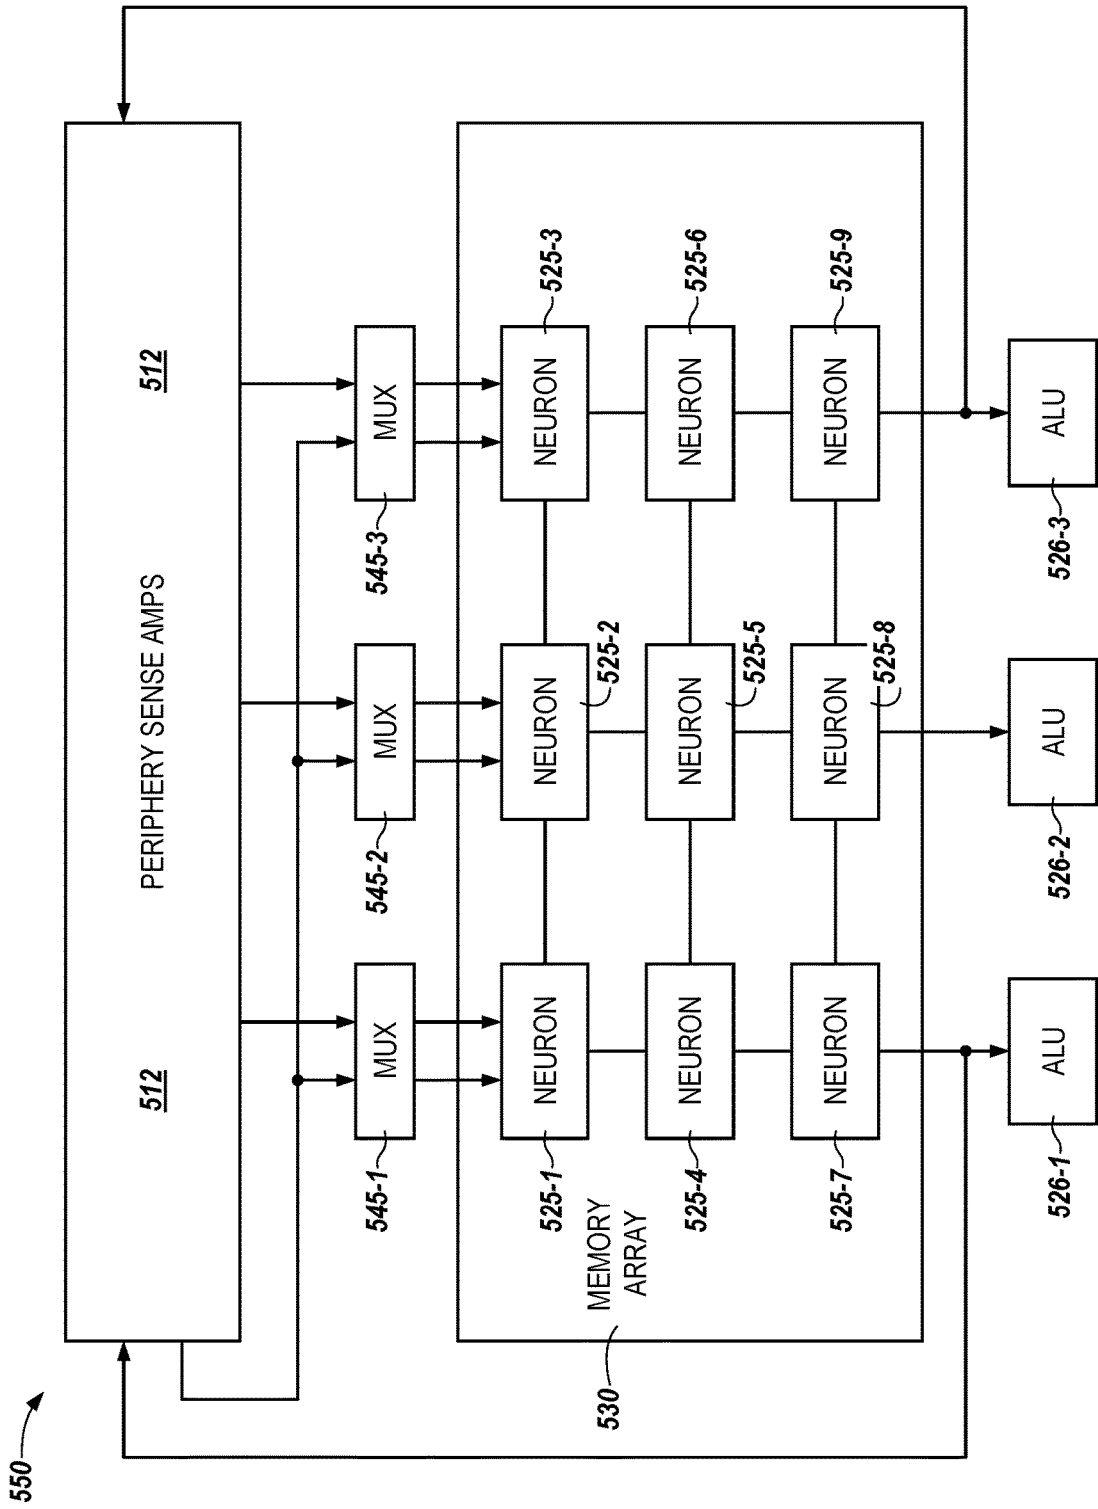 550
PERIPHERY SENSE AMPS
512
512
545-1
MUX
545-2
MUX
545-3
MUX
530
MEMORY
ARRAY
525-1
NEURON
525-2
NEURON
525-3
NEURON
525-4
NEURON
525-5
NEURON
525-6
NEURON
525-7
NEURON
525-8
NEURON
525-9
NEURON
526-1
ALU
526-2
ALU
526-3
ALU